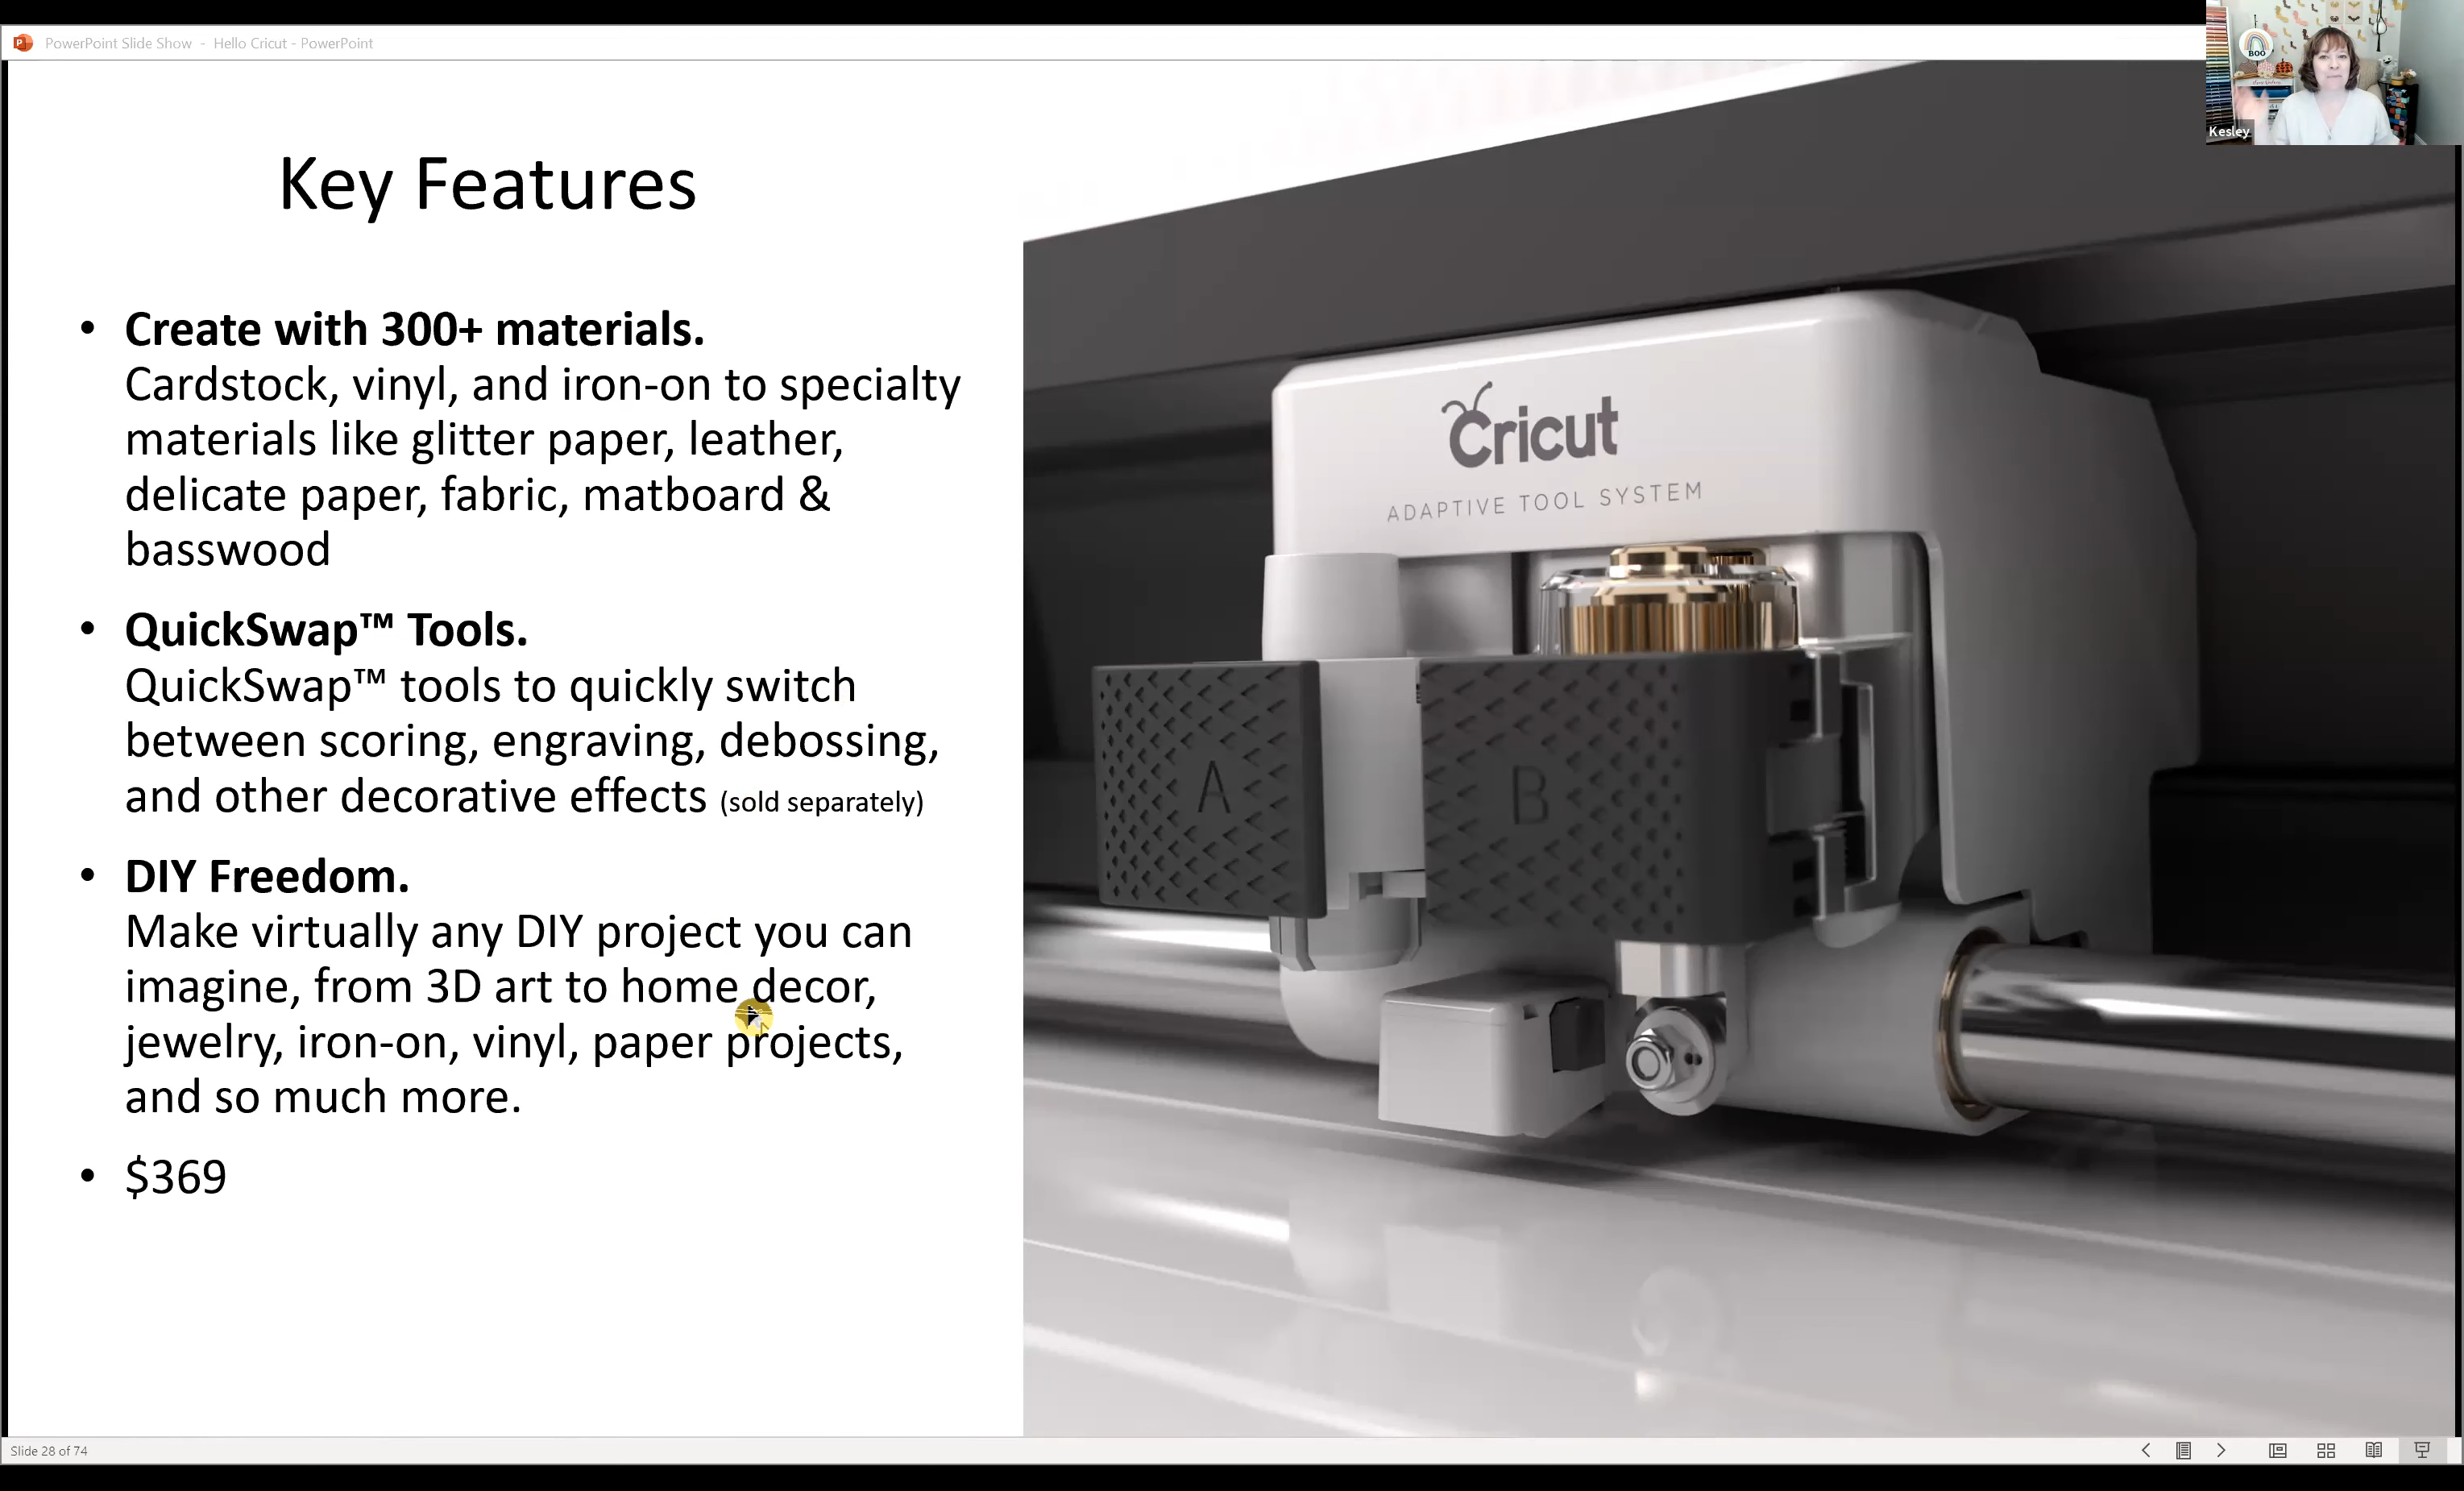 PowerPoint Slide Show - Hello Cricut - PowerPoint
BOO
Kesley
Key Features
• Create with 300+ materials.
Cardstock, vinyl, and iron-on to specialty
materials like glitter paper, leather,
delicate paper, fabric, matboard &
basswood
• QuickSwap™ Tools.
QuickSwap™ tools to quickly switch
between scoring, engraving, debossing,
and other decorative effects (sold separately)
• DIY Freedom.
Make virtually any DIY project you can
imagine, from 3D art to home decor,
jewelry, iron-on, vinyl, paper projects,
and so much more.
• $369
Cricut
ADAPTIVE TOOL SYSTEM
A
B
Slide 28 of 74